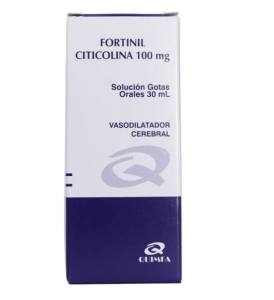 FORTINIL
CITICOLINA 100 mg
Solución Gotas
Orales 30 mL
VASODILATADOR
CEREBRAL
QUIMFA